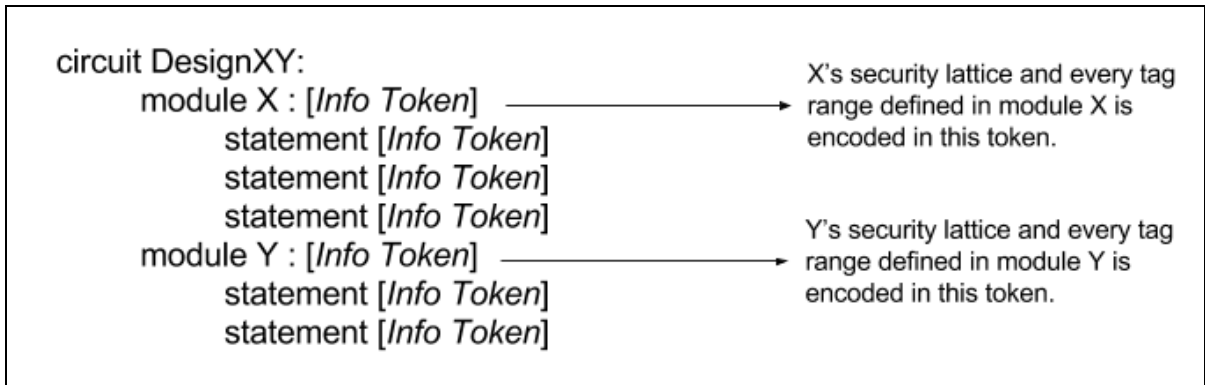 circuit DesignXY:
module X : [Info Token]
statement [Info Token]
statement [Info Token]
statement [Info Token]
module Y : [Info Token]
statement [Info Token]
statement [Info Token]
X's security lattice and every tag
range defined in module X is
encoded in this token.
Y's security lattice and every tag
range defined in module Y is
encoded in this token.